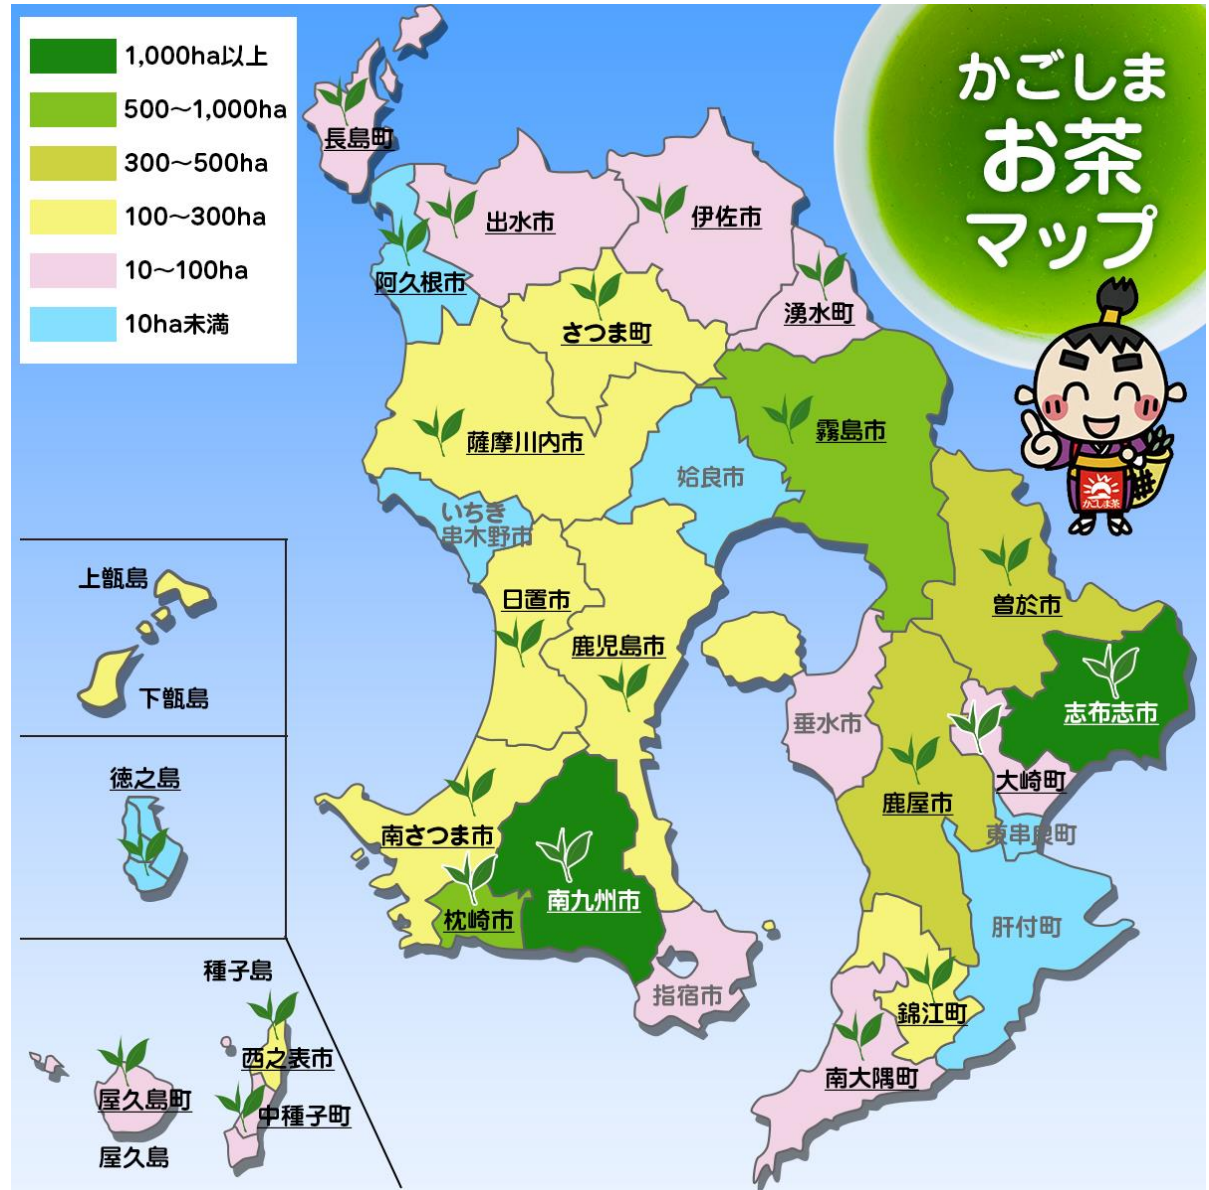 1,000ha以上
500〜1,000ha
300〜500ha
100〜300ha
10〜100ha
10ha未満
かごしま
お茶
マップ
かごしま茶
長島町
出水市
伊佐市
阿久根市
湧水町
さつま町
薩摩川内市
霧島市
姶良市
いちき
串木野市
日置市
曽於市
鹿児島市
志布志市
垂水市
大崎町
鹿屋市
東串良町
南さつま市
南九州市
枕崎市
肝付町
指宿市
錦江町
南大隅町
上甑島
下甑島
徳之島
種子島
西之表市
屋久島町
中種子町
屋久島